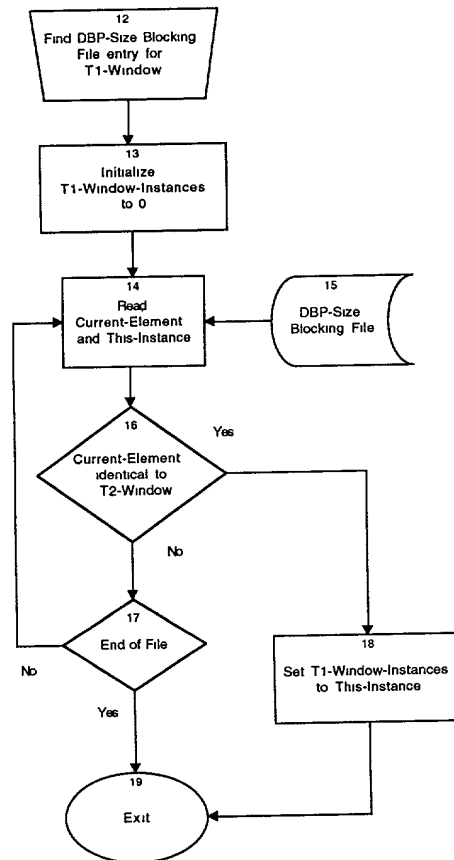 12
Find DBP-Size Blocking
File entry for
T1-Window
13
Initialize
T1-Window-Instances
to 0
14
Read
Current-Element
and This-Instance
15
DBP-Size
Blocking File
16
Current-Element
identical to
T2-Window
Yes
No
17
End of File
No
Yes
18
Set T1-Window-Instances
to This-Instance
19
Exit